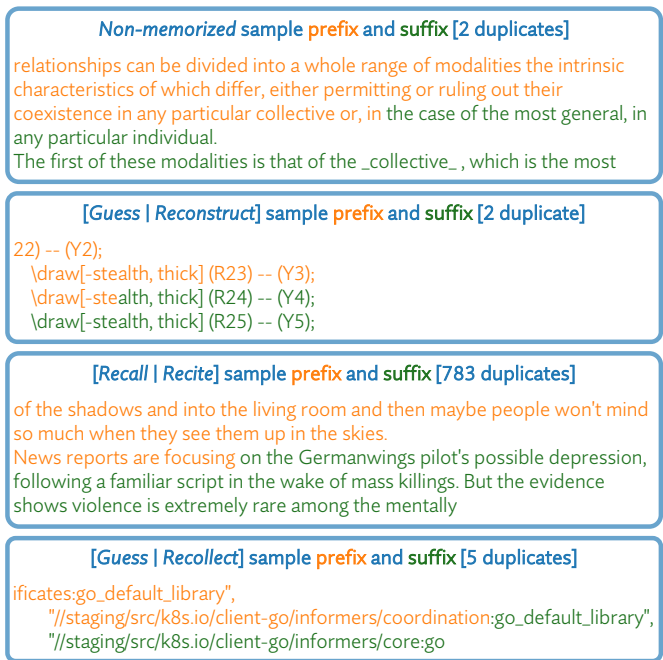 Non-memorized sample prefix and suffix [2 duplicates]
relationships can be divided into a whole range of modalities the intrinsic
characteristics of which differ, either permitting or ruling out their
coexistence in any particular collective or, in the case of the most general, in
any particular individual.
The first of these modalities is that of the _collective_ , which is the most
[Guess | Reconstruct] sample prefix and suffix [2 duplicate]
22) -- (Y2);
\draw[-stealth, thick] (R23) -- (Y3);
\draw[-stealth, thick] (R24) -- (Y4);
\draw[-stealth, thick] (R25) -- (Y5);
[Recall | Recite] sample prefix and suffix [783 duplicates]
of the shadows and into the living room and then maybe people won't mind
so much when they see them up in the skies.
News reports are focusing on the Germanwings pilot's possible depression,
following a familiar script in the wake of mass killings. But the evidence
shows violence is extremely rare among the mentally
[Guess | Recollect] sample prefix and suffix [5 duplicates]
ificates:go_default_library",
"//staging/src/k8s.io/client-go/informers/coordination:go_default_library",
"//staging/src/k8s.io/client-go/informers/core:go